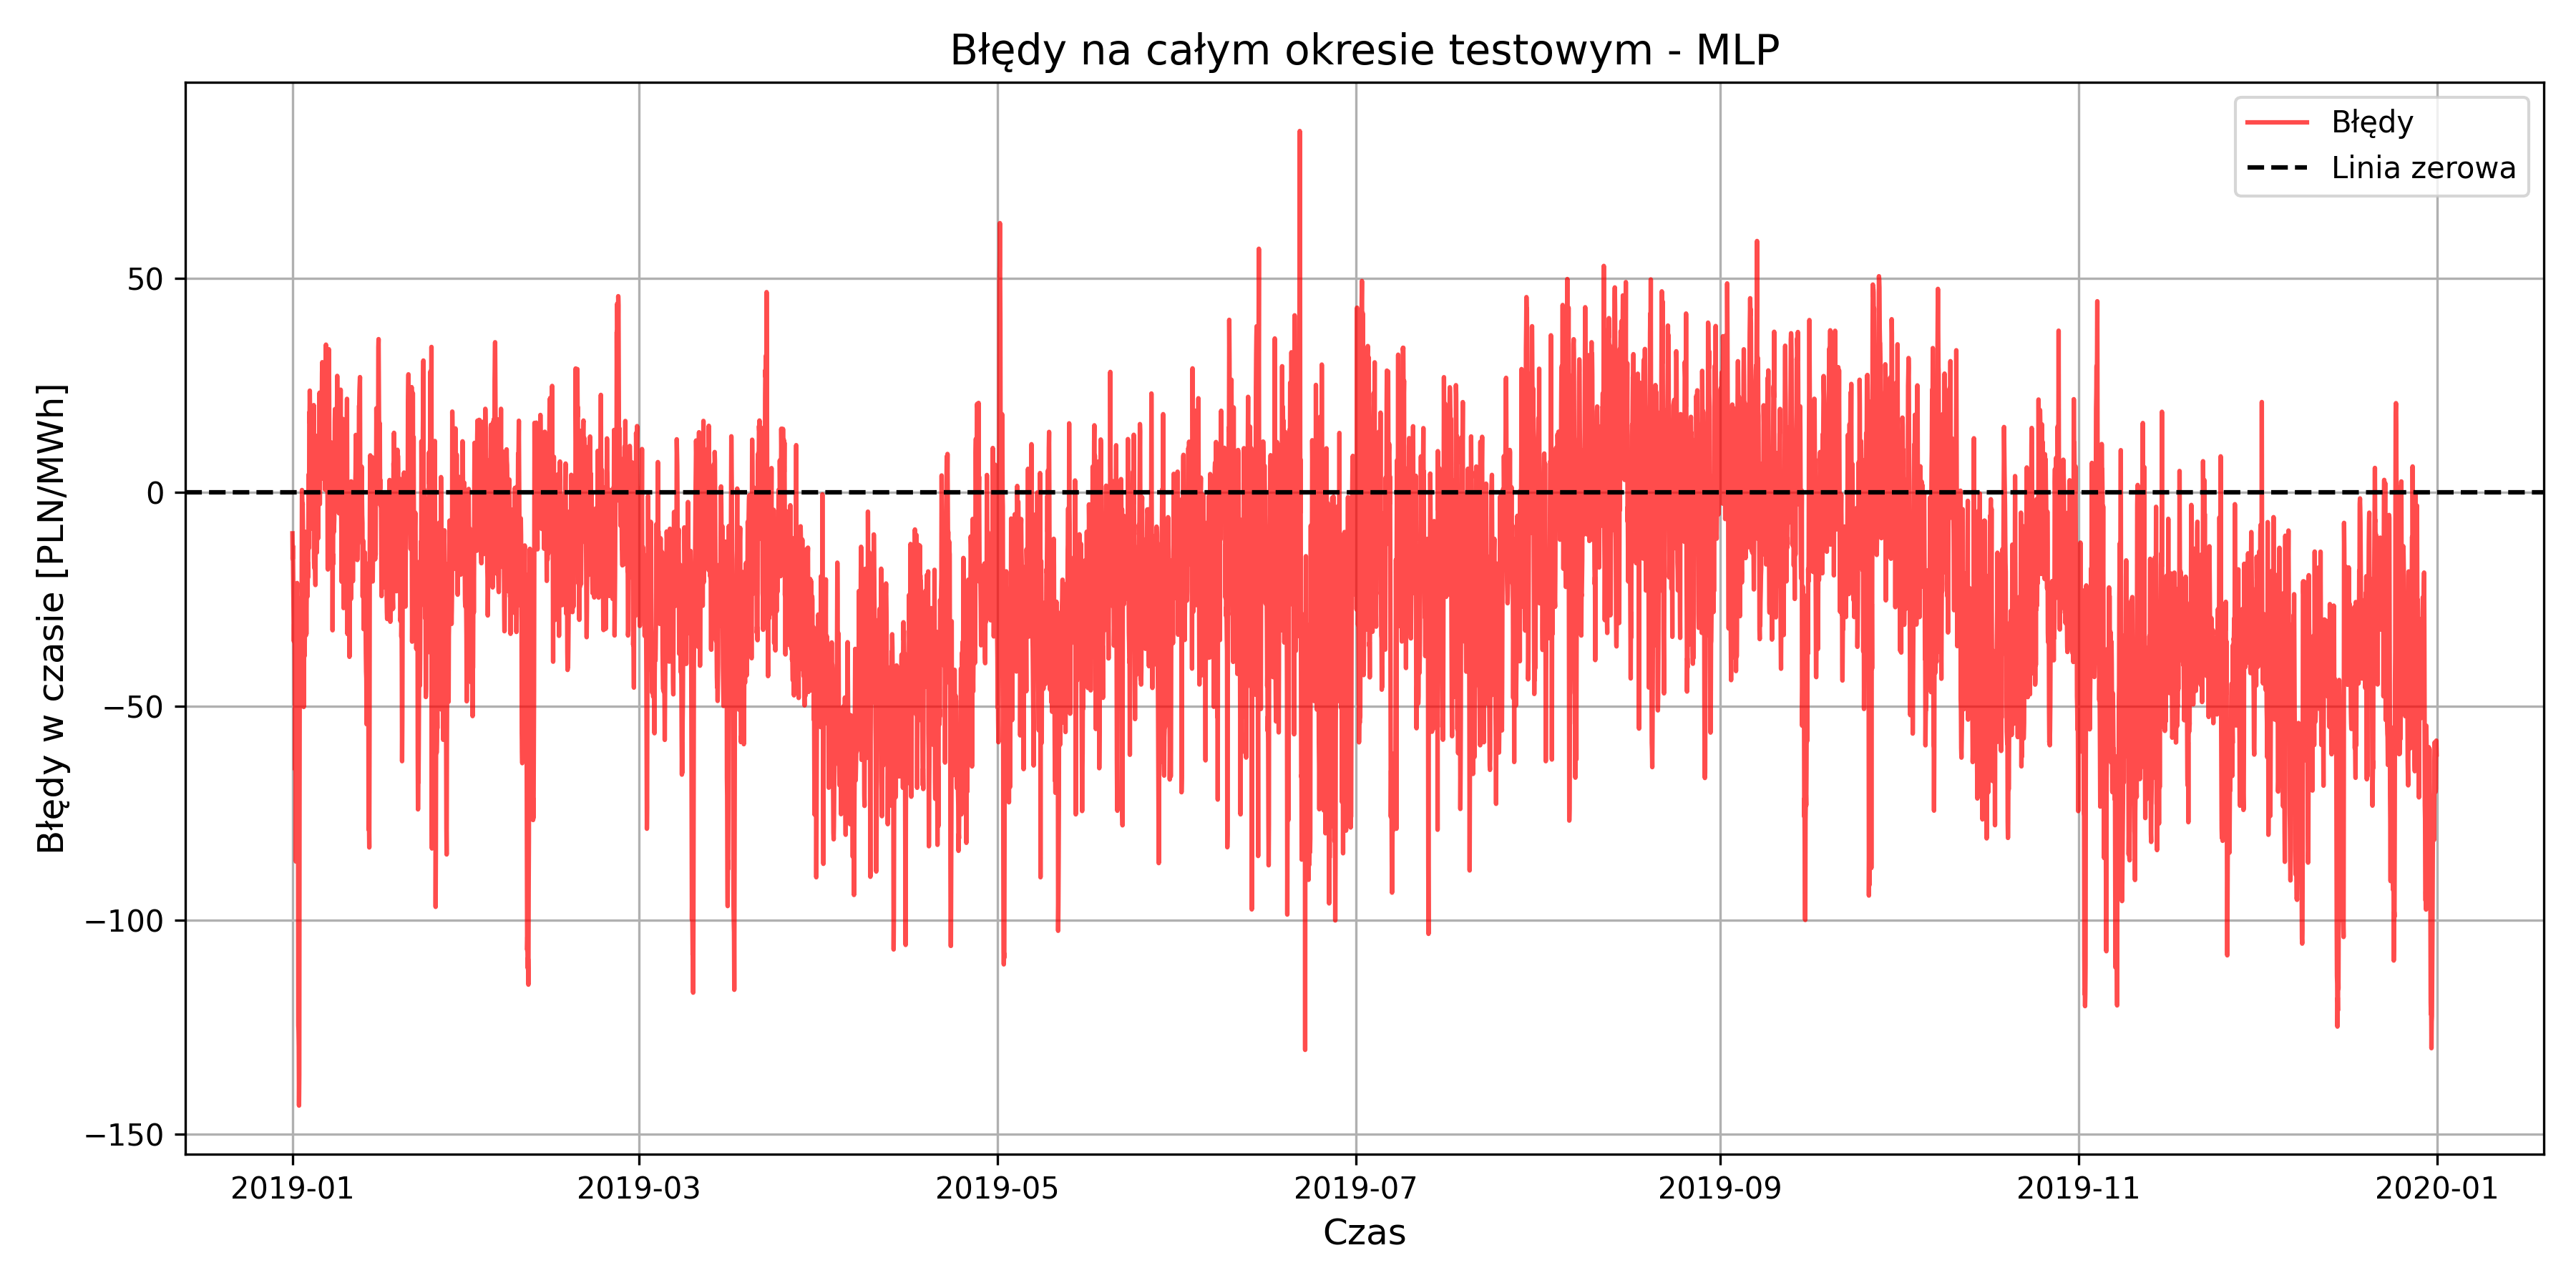 Błędy na całym okresie testowym - MLP
Błędy
Linia zerowa
Błędy w czasie [PLN/MWh]
50
0
−50
−100
−150
2019-01
2019-03
2019-05
2019-07
2019-09
2019-11
2020-01
Czas